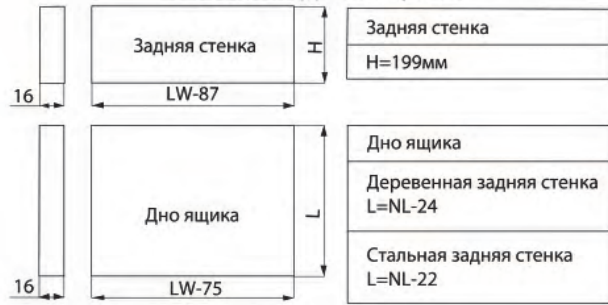 Задняя стенка
H
16
LW-87
Задняя стенка
H=199мм
Дно ящика
L
16
LW-75
Дно ящика
Деревенная задняя стенка
L=NL-24
Стальная задняя стенка
L=NL-22